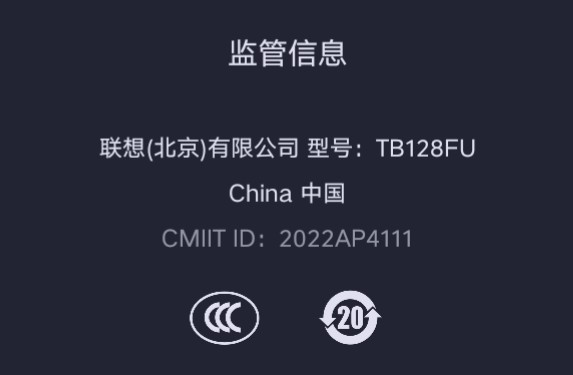 监管信息
联想(北京)有限公司 型号：TB128FU
China 中国
CMIIT ID：2022AP4111
CCC 20